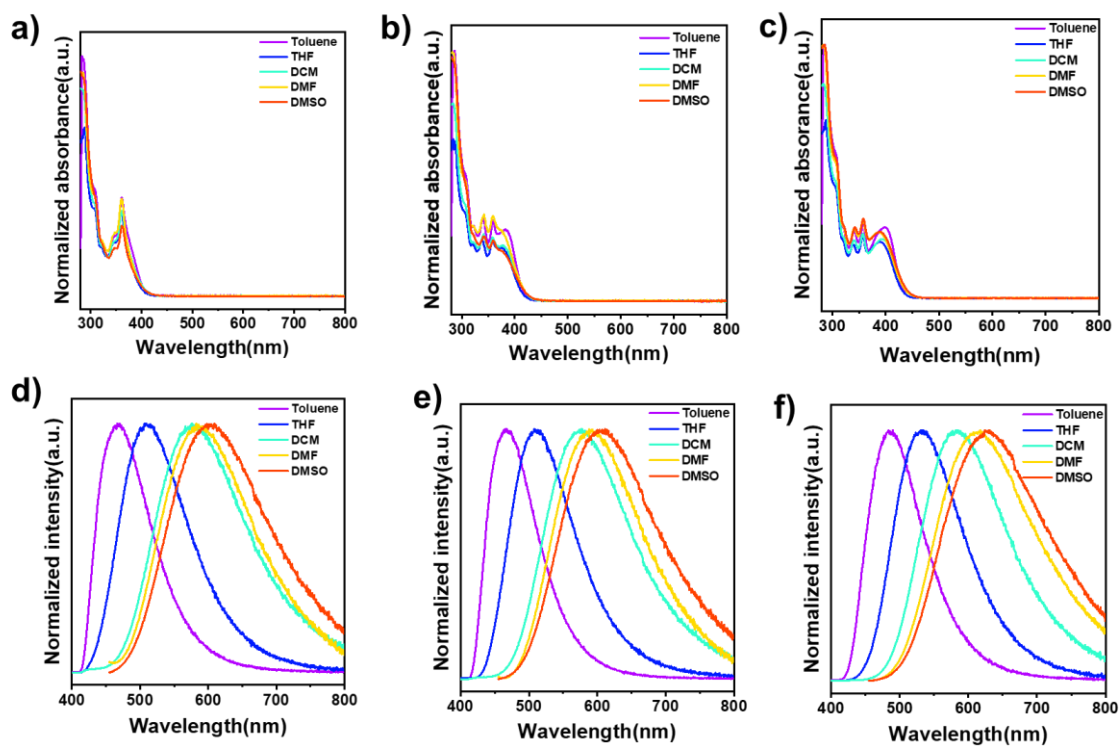 a)
Toluene
THF
DCM
DMF
DMSO
Normalized absorbance(a.u.)
300 400 500 600 700 800
Wavelength(nm)
b)
Toluene
THF
DCM
DMF
DMSO
Normalized absorbance(a.u.)
300 400 500 600 700 800
Wavelength(nm)
c)
Toluene
THF
DCM
DMF
DMSO
Normalized absorance(a.u.)
300 400 500 600 700 800
Wavelength(nm)
d)
Toluene
THF
DCM
DMF
DMSO
Normalized intensity(a.u.)
400 500 600 700 800
Wavelength(nm)
e)
Toluene
THF
DCM
DMF
DMSO
Normalized intensity(a.u.)
400 500 600 700 800
Wavelength(nm)
f)
Toluene
THF
DCM
DMF
DMSO
Normalized intensity(a.u.)
400 500 600 700 800
Wavelength(nm)